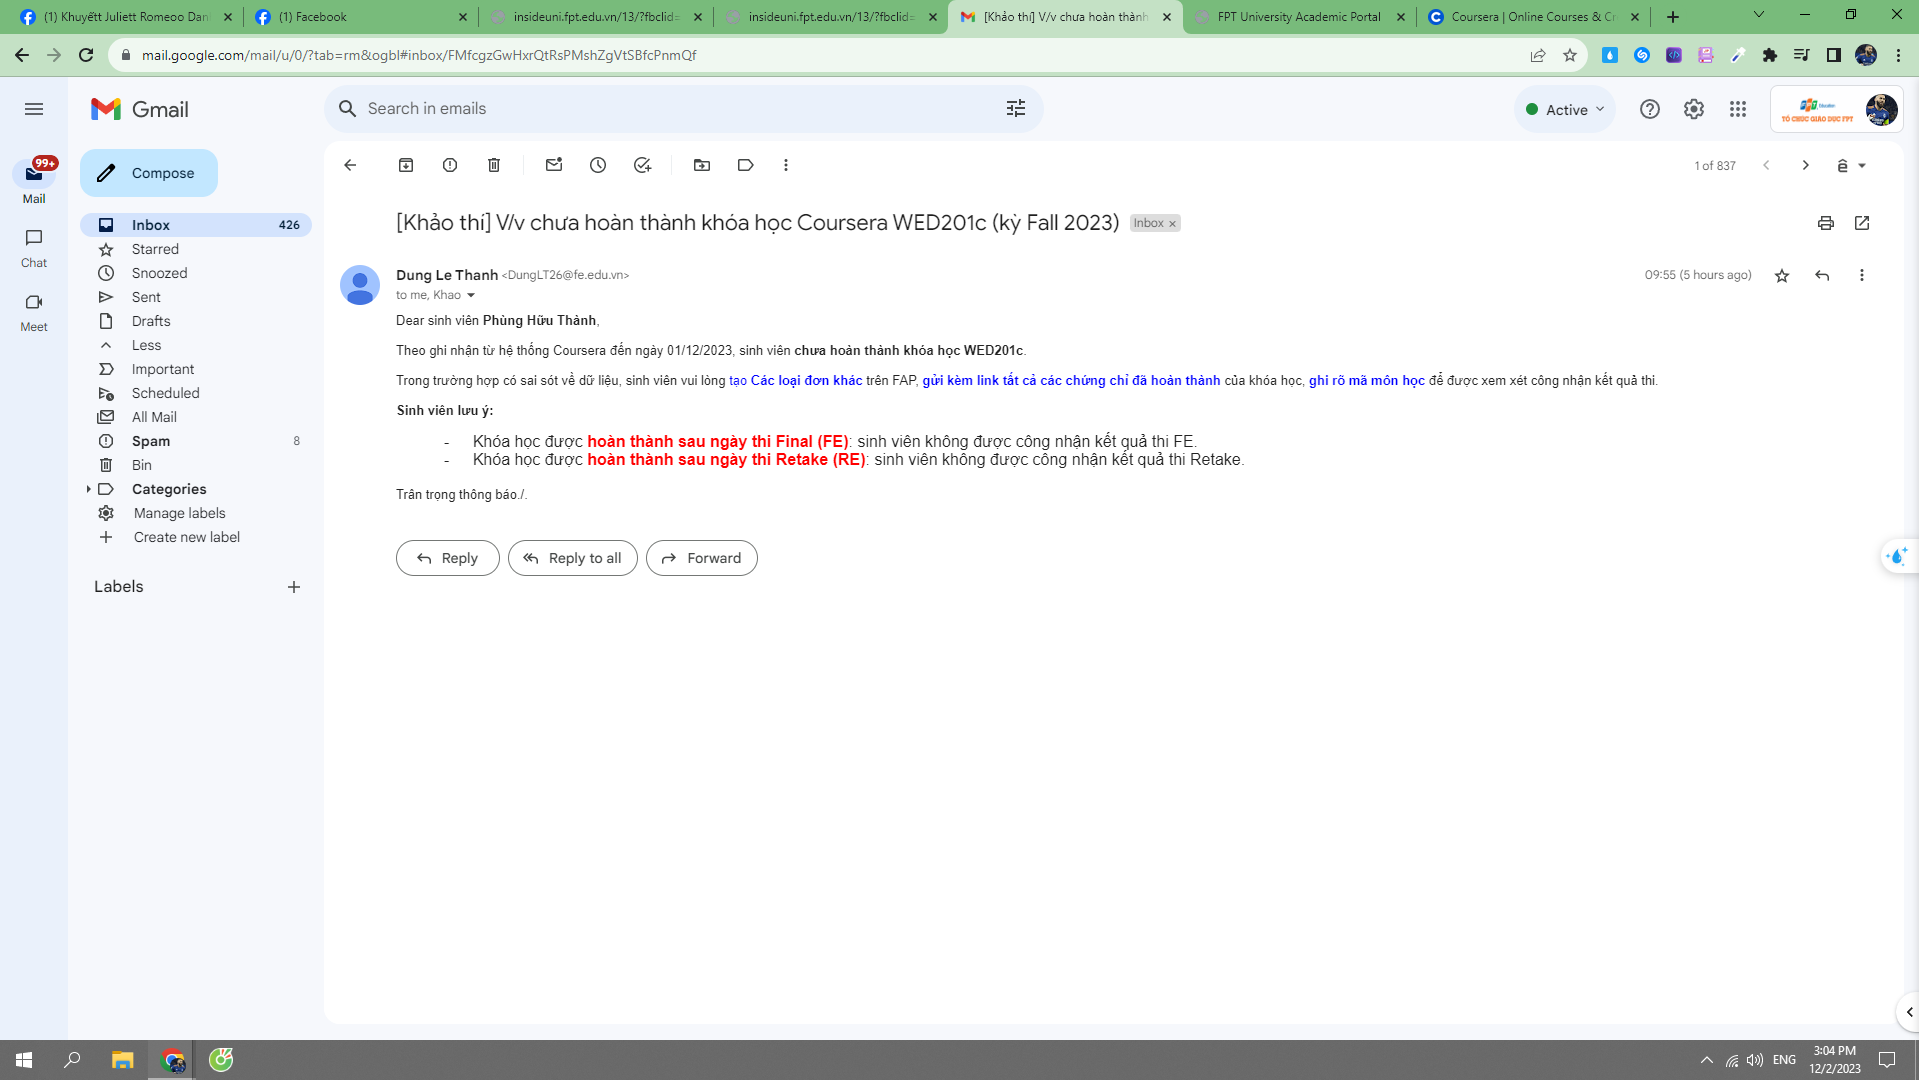 (1) Khuyếtt Juliett Romeoo Danl
(1) Facebook
insideuni.fpt.edu.vn/13/?fbclid=
insideuni.fpt.edu.vn/13/?fbclid=
[Khảo thí] V/v chưa hoàn thành
FPT University Academic Portal
Coursera | Online Courses & Cr
mail.google.com/mail/u/0/?tab=rm&ogbl#inbox/FMfcgzGwHxrQtRsPMshZgVtSBfcPnmQf
Gmail
Search in emails
Active
FPT Education
TỔ CHỨC GIÁO DỤC FPT
99+
Mail
Chat
Meet
Compose
Inbox 426
Starred
Snoozed
Sent
Drafts
Less
Important
Scheduled
All Mail
Spam 8
Bin
Categories
Manage labels
Create new label
Labels
1 of 837
ê
[Khảo thí] V/v chưa hoàn thành khóa học Coursera WED201c (kỳ Fall 2023) Inbox ×
Dung Le Thanh <DungLT26@fe.edu.vn>
09:55 (5 hours ago)
to me, Khao
Dear sinh viên Phùng Hữu Thành,
Theo ghi nhận từ hệ thống Coursera đến ngày 01/12/2023, sinh viên chưa hoàn thành khóa học WED201c.
Trong trường hợp có sai sót về dữ liệu, sinh viên vui lòng tạo Các loại đơn khác trên FAP, gửi kèm link tất cả các chứng chỉ đã hoàn thành của khóa học, ghi rõ mã môn học để được xem xét công nhận kết quả thi.
Sinh viên lưu ý:
- Khóa học được hoàn thành sau ngày thi Final (FE): sinh viên không được công nhận kết quả thi FE.
- Khóa học được hoàn thành sau ngày thi Retake (RE): sinh viên không được công nhận kết quả thi Retake.
Trân trọng thông báo./.
Reply
Reply to all
Forward
ENG
3:04 PM
12/2/2023